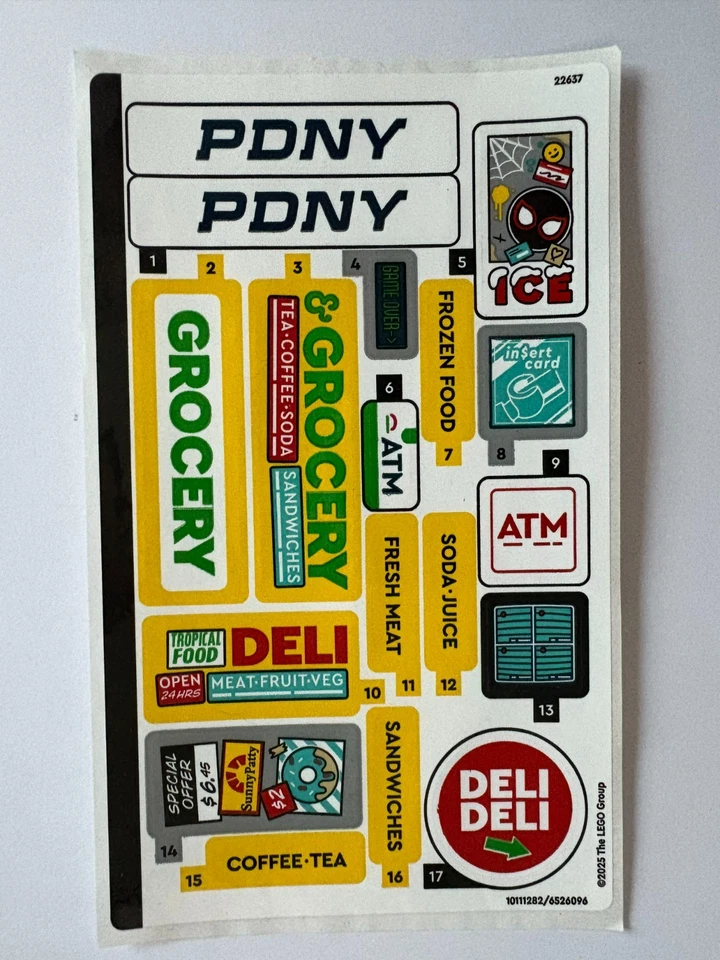 22637
PDNY
PDNY
ICE
1
2
3
4
5
GROCERY
&GROCERY
TEA·COFFEE·SODA
SANDWICHES
GAME OVER->
FROZEN FOOD
in$ert
card
6
ATM
7
8
9
ATM
FRESH MEAT
SODA·JUICE
TROPICAL
FOOD
DELI
OPEN
24HRS
MEAT·FRUIT·VEG
10
11
12
13
SPECIAL
OFFER
$6.45
SunnyPatty
$2
SANDWICHES
DELI
DELI
14
15
COFFEE·TEA
16
17
©2025 The LEGO Group
10111282/6526096